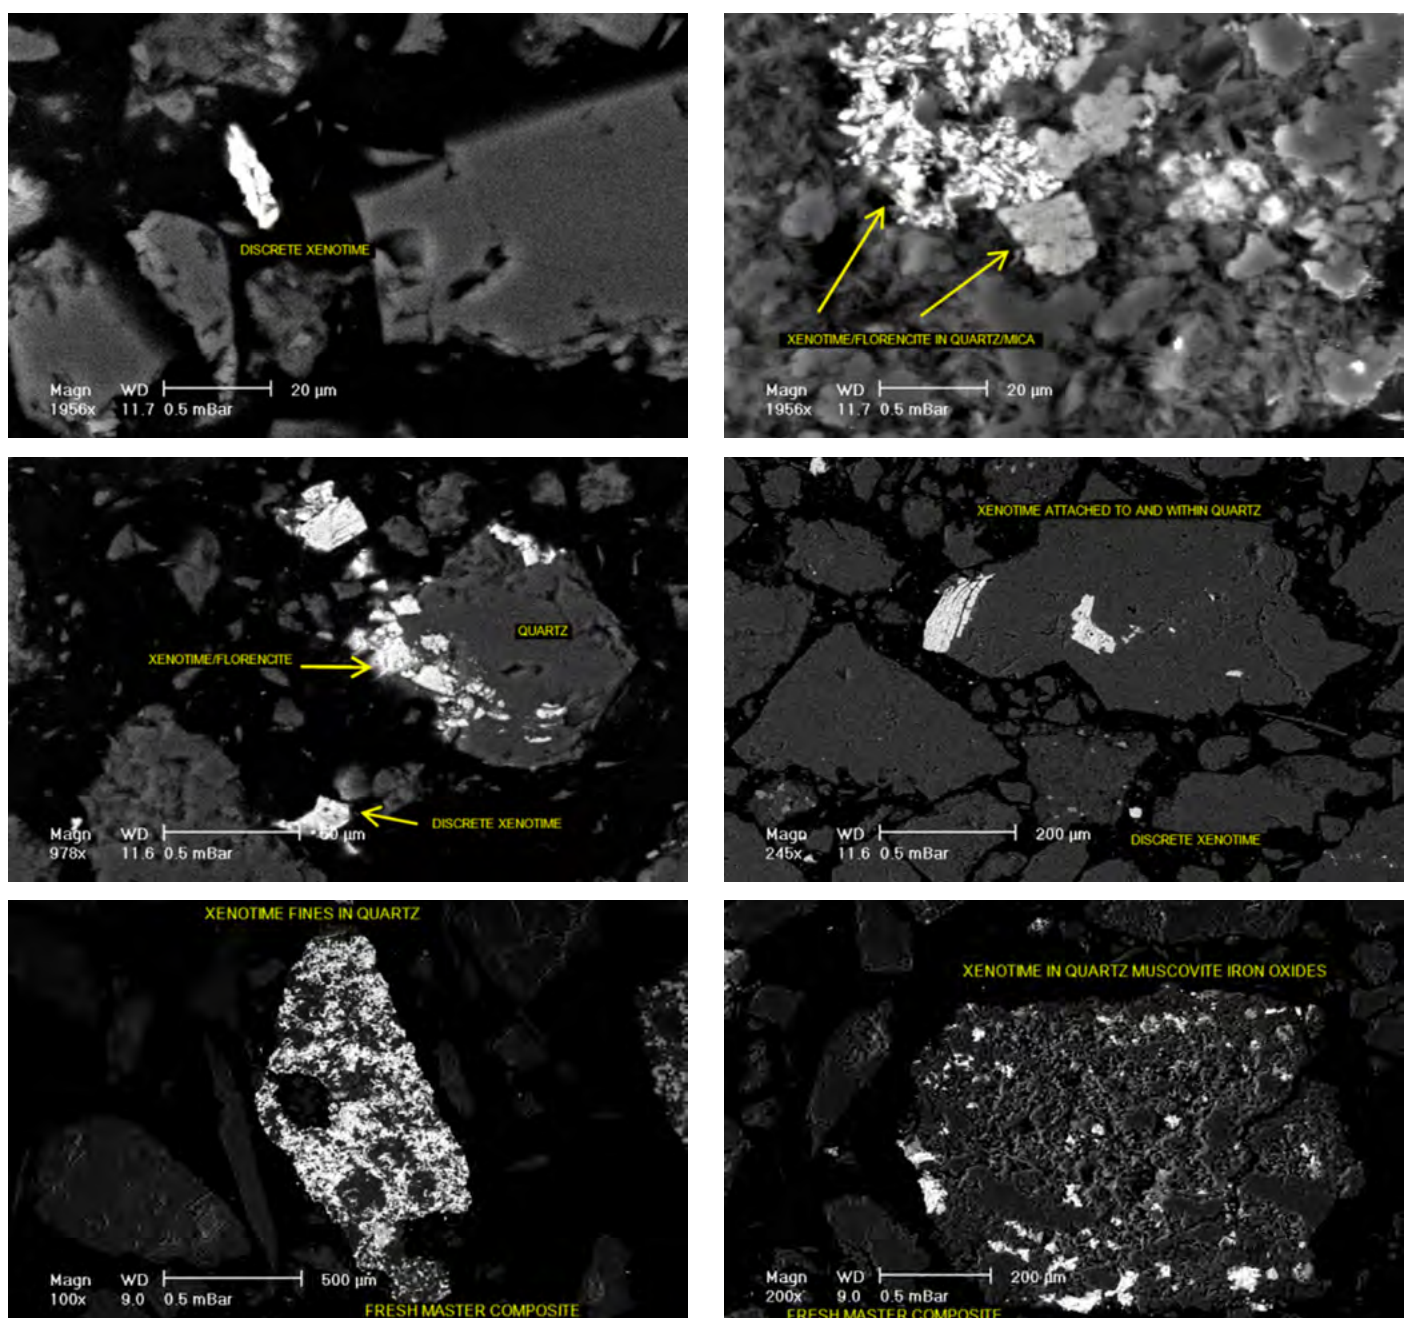 DISCRETE XENOTIME
Magn WD 20 µm
1956x 11.7 0.5 mBar
XENOTIME/FLORENCITE IN QUARTZ/MICA
Magn WD 20 µm
1956x 11.7 0.5 mBar
QUARTZ
XENOTIME/FLORENCITE
DISCRETE XENOTIME
Magn WD 50 µm
978x 11.6 0.5 mBar
XENOTIME ATTACHED TO AND WITHIN QUARTZ
Magn WD 200 µm
DISCRETE XENOTIME
245x 11.6 0.5 mBar
XENOTIME FINES IN QUARTZ
Magn WD 500 µm
100x 9.0 0.5 mBar
FRESH MASTER COMPOSITE
XENOTIME IN QUARTZ MUSCOVITE IRON OXIDES
Magn WD 200 µm
200x 9.0 0.5 mBar
FRESH MASTER COMPOSITE